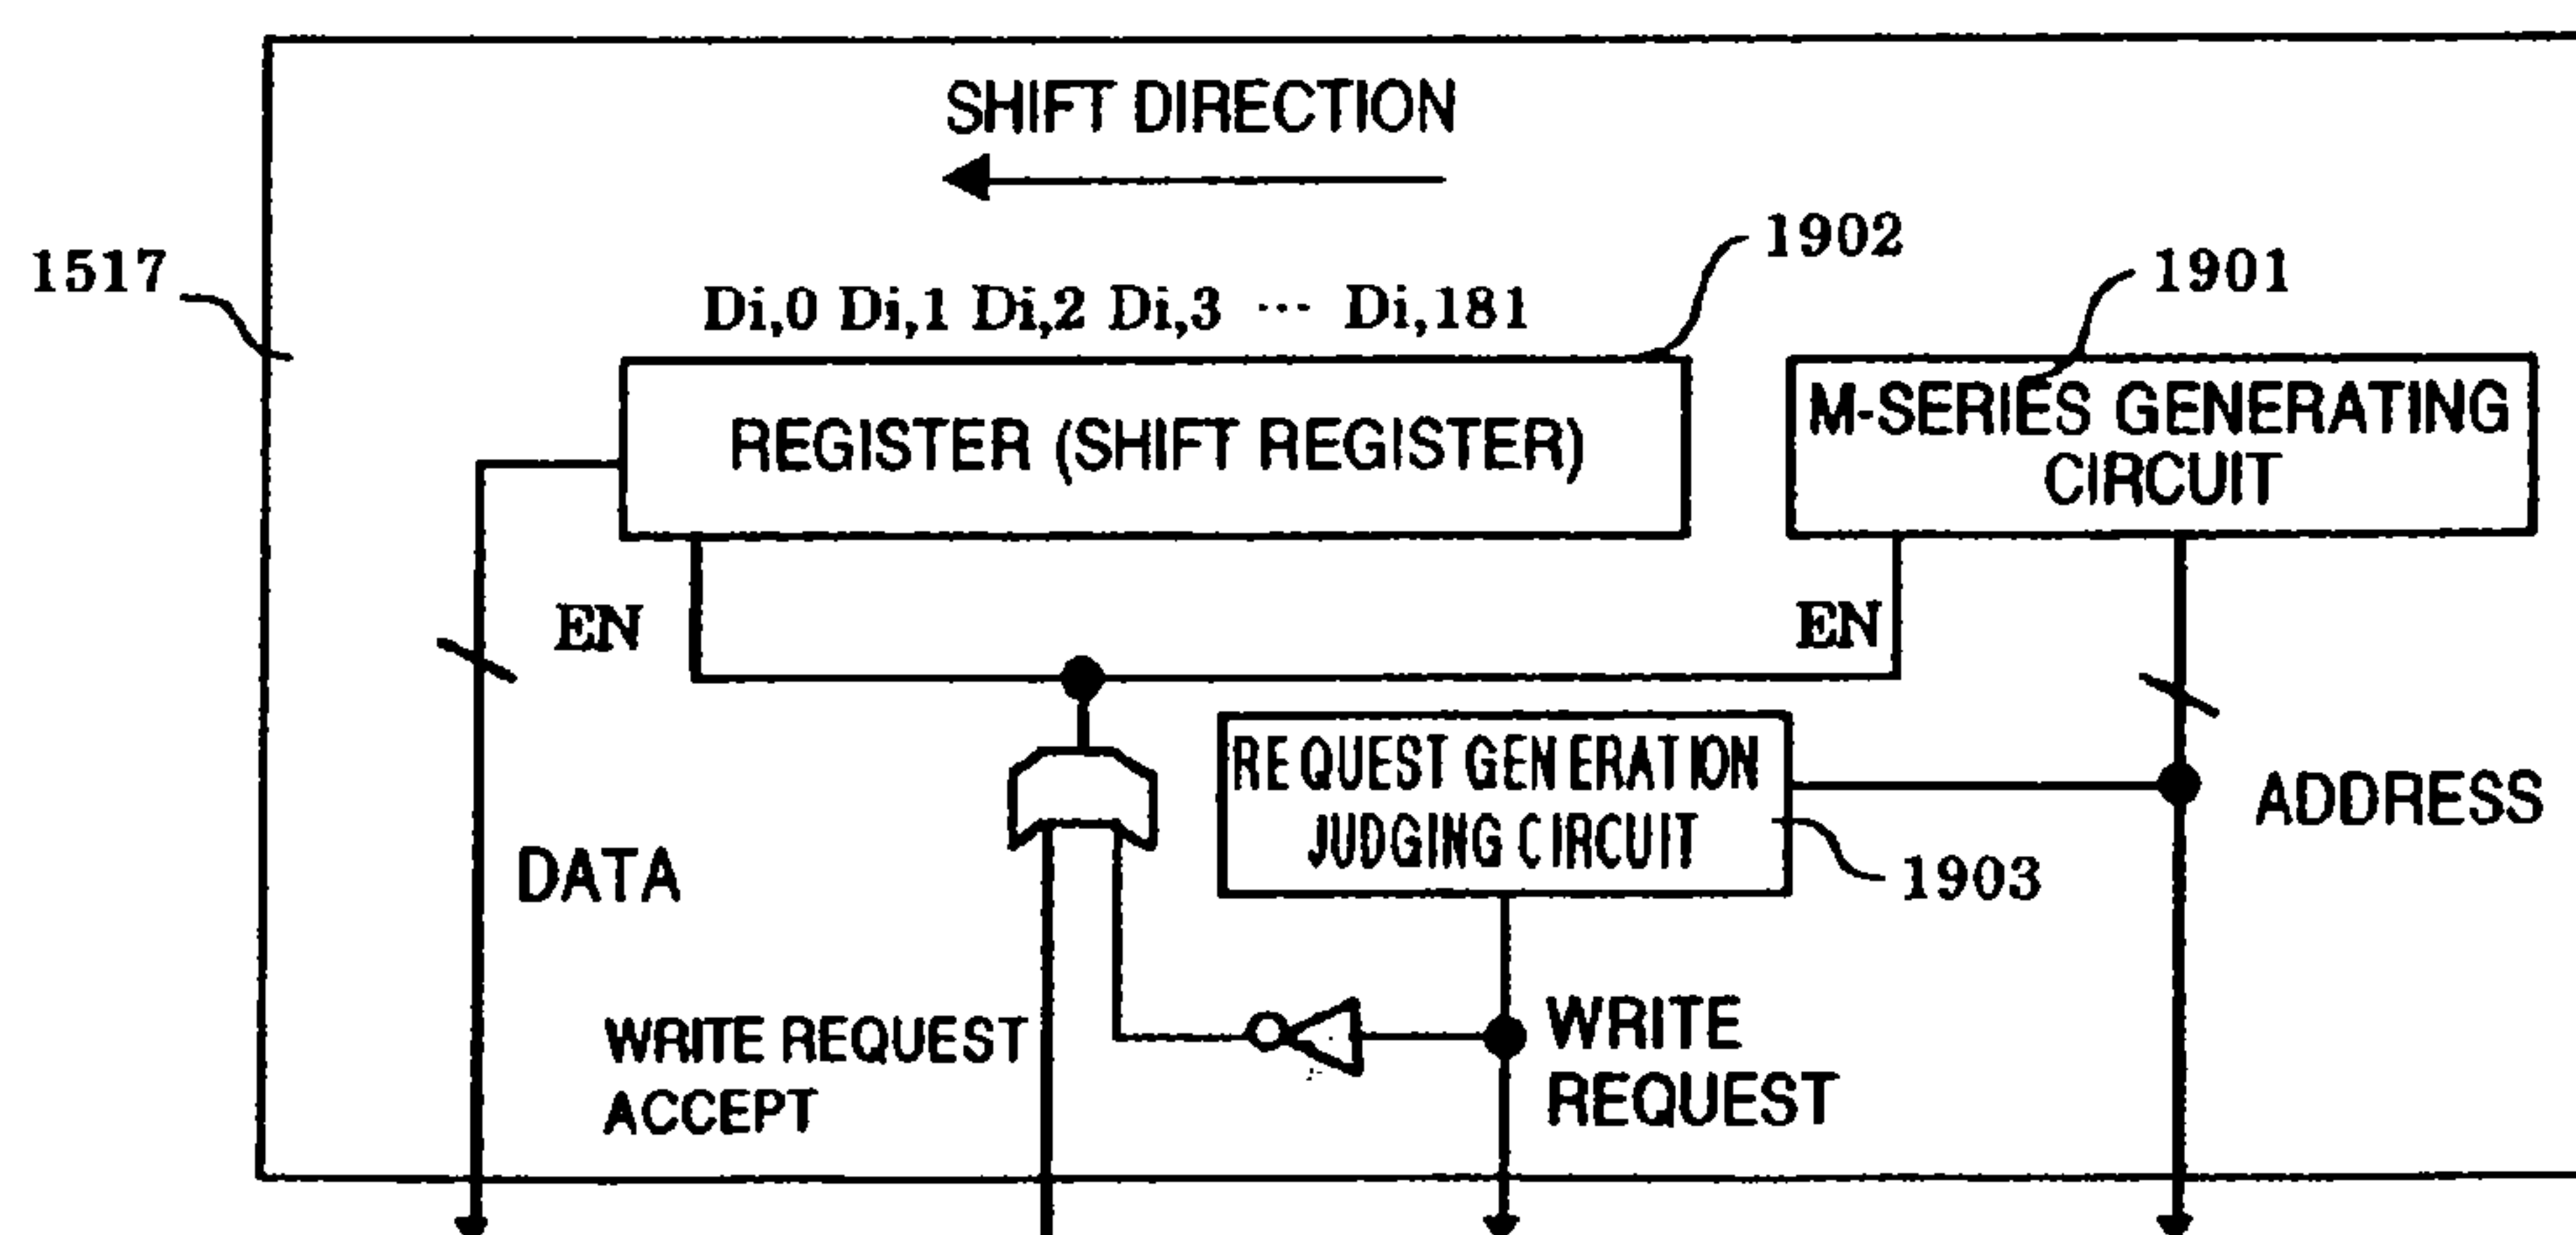 SHIFT DIRECTION
1902
1517
1901
Di,0 Di,1 Di,2 Di,3 ··· Di,181
REGISTER (SHIFT REGISTER)
M-SERIES GENERATING
CIRCUIT
EN
EN
REQUEST GENERATION
JUDGING CIRCUIT
ADDRESS
DATA
1903
WRITE REQUEST
ACCEPT
WRITE
REQUEST